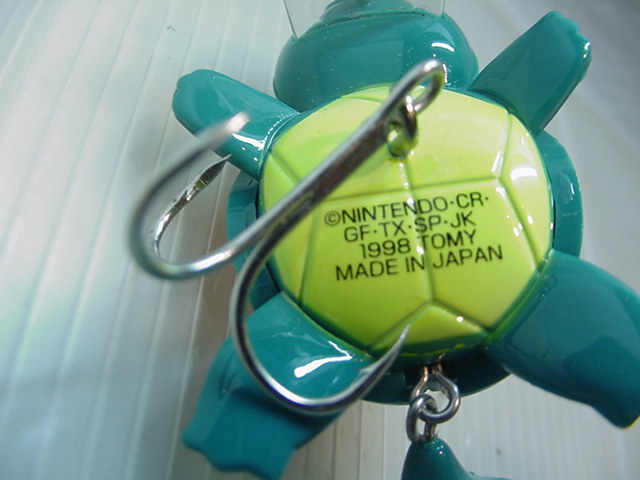 ©NINTENDO·CR·
GF·TX·SP·JK
1998 TOMY
MADE IN JAPAN